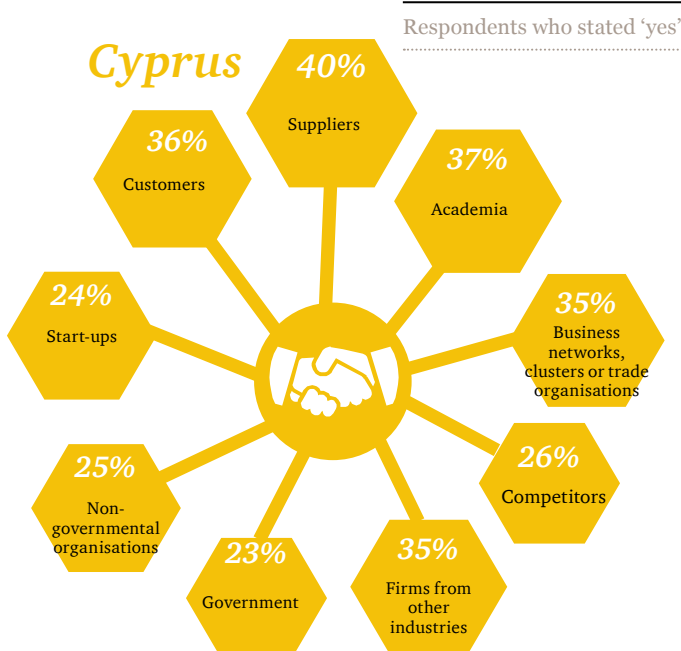 Respondents who stated ‘yes’
Cyprus
40%
Suppliers
36%
Customers
37%
Academia
24%
Start-ups
35%
Business
networks,
clusters or trade
organisations
25%
Non-
governmental
organisations
26%
Competitors
23%
Government
35%
Firms from
other
industries